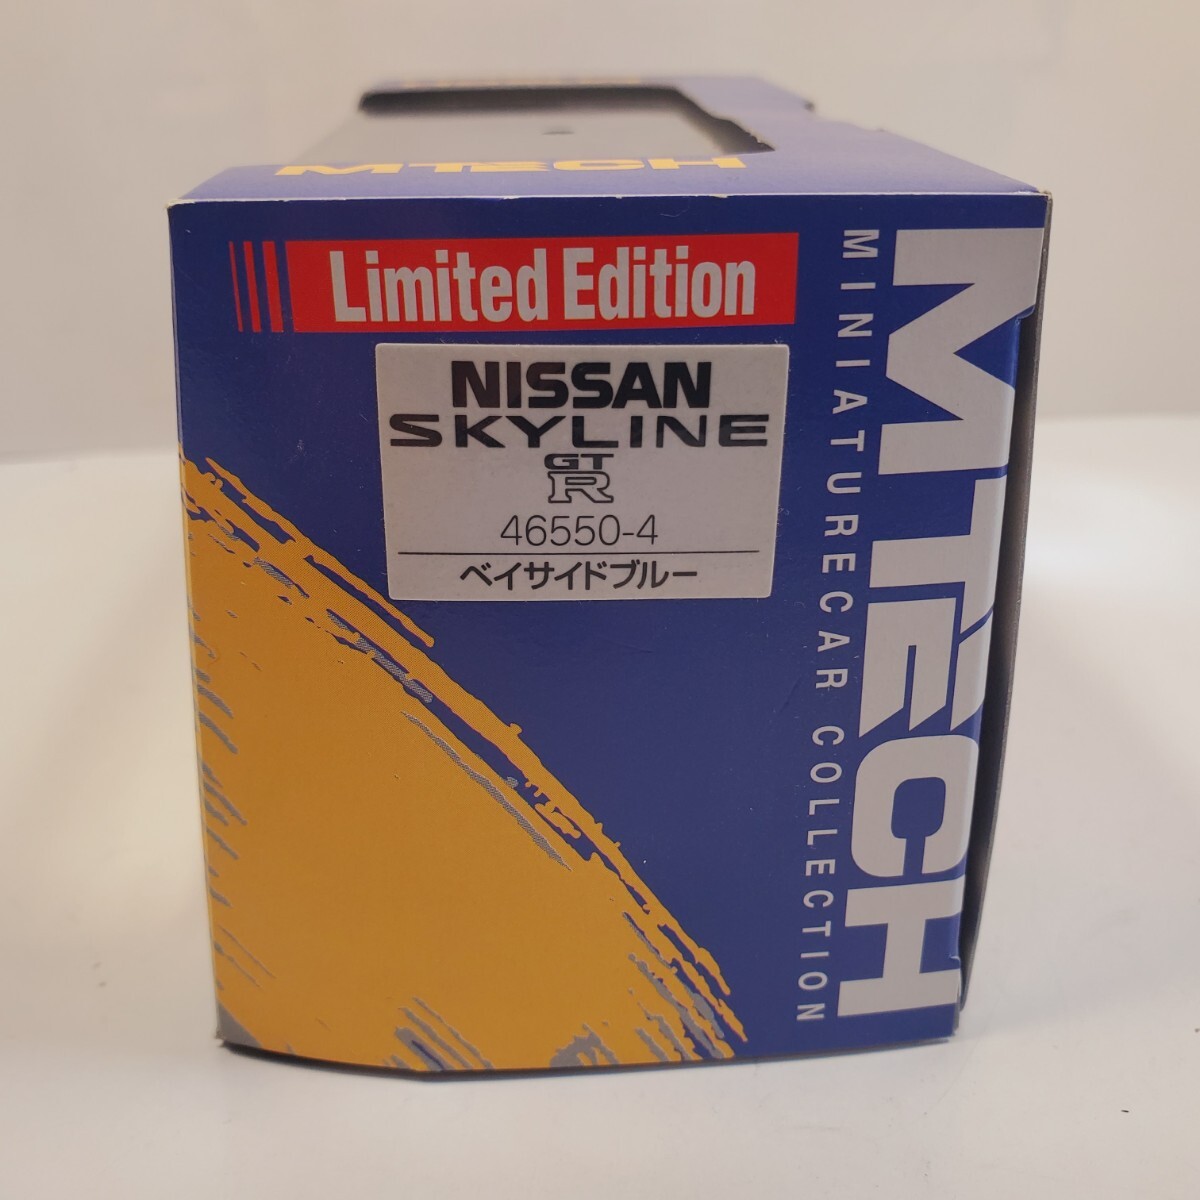 MTECH
Limited Edition
NISSAN
SKYLINE
GT
R
46550-4
ベイサイドブルー
MTECH
MINIATURECAR COLLECTION